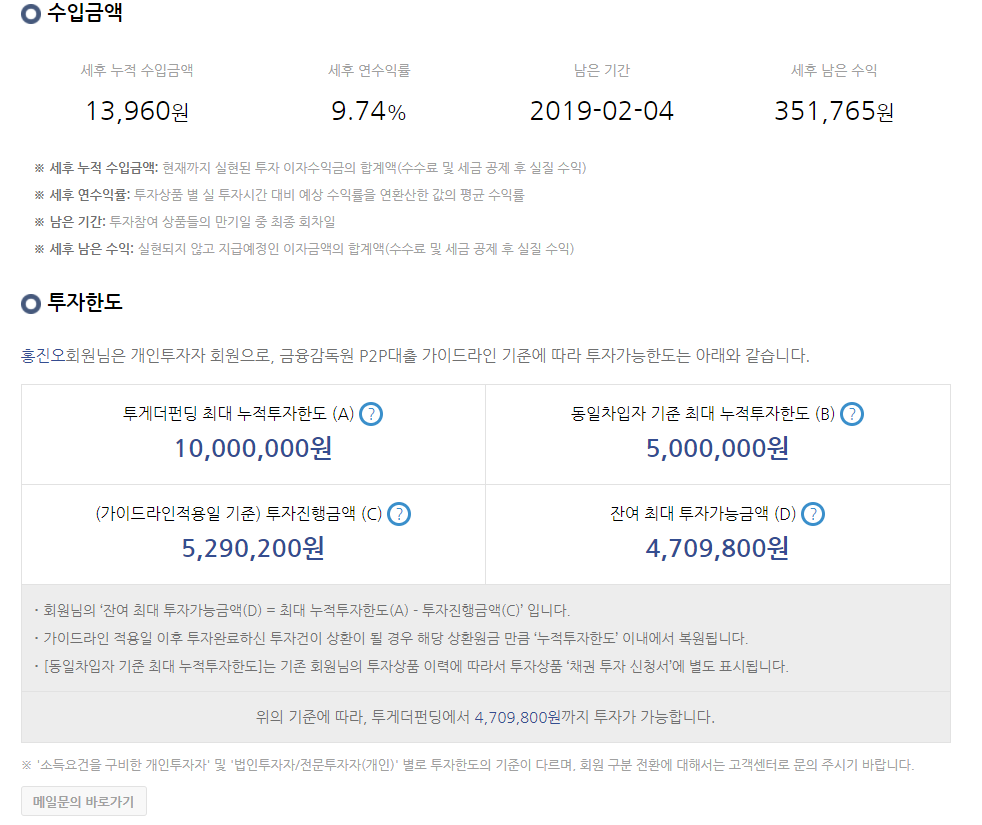 수입금액
세후 누적 수입금액 세후 연수익률 남은 기간 세후 남은 수익
13,960원 9.74% 2019-02-04 351,765원
※ 세후 누적 수입금액: 현재까지 실현된 투자 이자수익금의 합계액(수수료 및 세금 공제 후 실질 수익)
※ 세후 연수익률: 투자상품 별 실 투자시간 대비 예상 수익률을 연환산한 값의 평균 수익률
※ 남은 기간: 투자참여 상품들의 만기일 중 최종 회차일
※ 세후 남은 수익: 실현되지 않고 지급예정인 이자금액의 합계액(수수료 및 세금 공제 후 실질 수익)
투자한도
홍진오회원님은 개인투자자 회원으로, 금융감독원 P2P대출 가이드라인 기준에 따라 투자가능한도는 아래와 같습니다.
투게더펀딩 최대 누적투자한도 (A) ? 동일차입자 기준 최대 누적투자한도 (B) ?
10,000,000원 5,000,000원
(가이드라인적용일 기준) 투자진행금액 (C) ? 잔여 최대 투자가능금액 (D) ?
5,290,200원 4,709,800원
· 회원님의 ‘잔여 최대 투자가능금액(D) = 최대 누적투자한도(A) - 투자진행금액(C)’ 입니다.
· 가이드라인 적용일 이후 투자완료하신 투자건이 상환이 될 경우 해당 상환원금 만큼 ‘누적투자한도’ 이내에서 복원됩니다.
· [동일차입자 기준 최대 누적투자한도]는 기존 회원님의 투자상품 이력에 따라서 투자상품 ‘채권 투자 신청서’에 별도 표시됩니다.
위의 기준에 따라, 투게더펀딩에서 4,709,800원까지 투자가 가능합니다.
※ '소득요건을 구비한 개인투자자' 및 '법인투자자/전문투자자(개인)' 별로 투자한도의 기준이 다르며, 회원 구분 전환에 대해서는 고객센터로 문의 주시기 바랍니다.
메일문의 바로가기